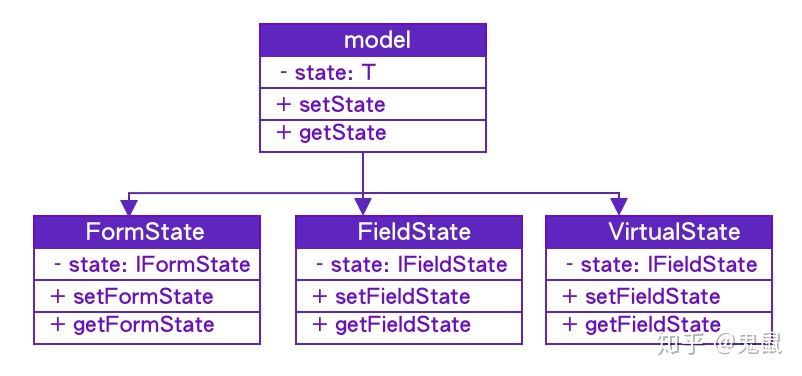 model
- state: T
+ setState
+ getState
FormState
- state: IFormState
+ setFormState
+ getFormState
FieldState
- state: IFieldState
+ setFieldState
+ getFieldState
VirtualState
- state: IFieldState
+ setFieldState
+ getFieldState
知乎 @鬼鼠